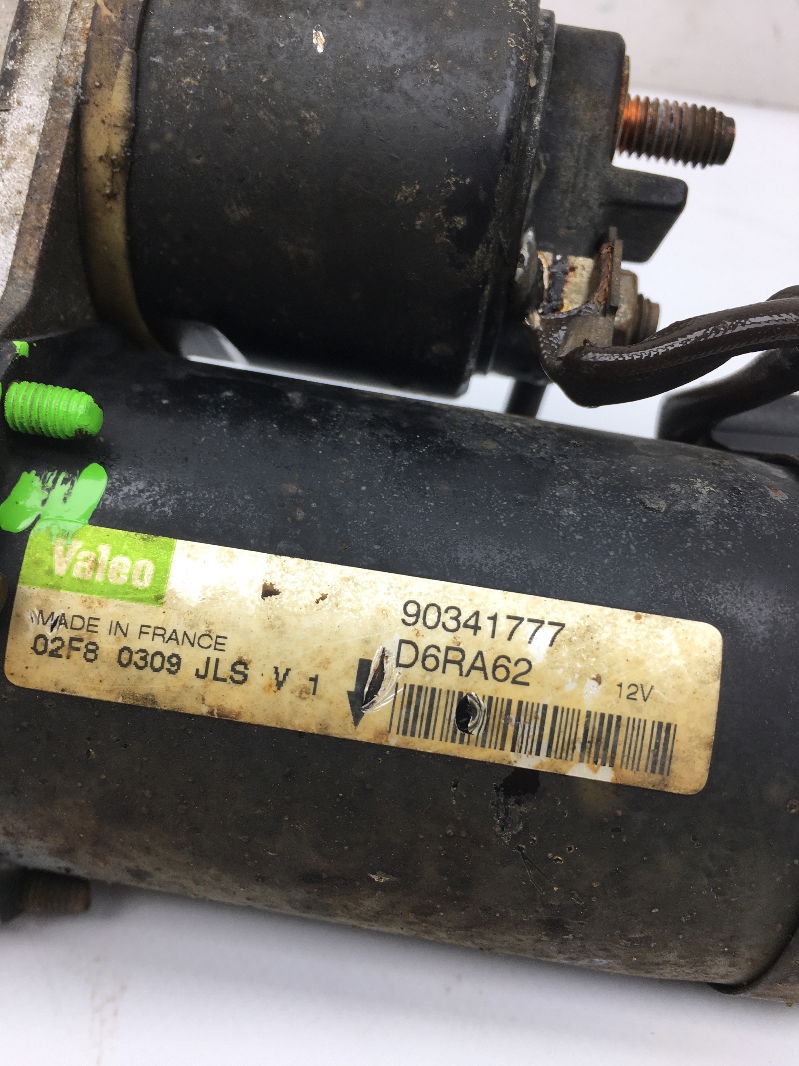 Valeo
MADE IN FRANCE
02F8 0309 JLS V 1
90341777
D6RA62
12V